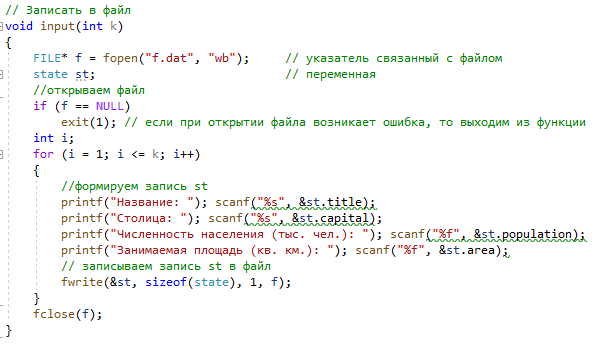 // Записать в файл
void input(int k)
{
FILE* f = fopen("f.dat", "wb"); // указатель связанный с файлом
state st; // переменная
//открываем файл
if (f == NULL)
exit(1); // если при открытии файла возникает ошибка, то выходим из функции
int i;
for (i = 1; i <= k; i++)
{
//формируем запись st
printf("Название: "); scanf("%s", &st.title);
printf("Столица: "); scanf("%s", &st.capital);
printf("Численность населения (тыс. чел.): "); scanf("%f", &st.population);
printf("Занимаемая площадь (кв. км.): "); scanf("%f", &st.area);
// записываем запись st в файл
fwrite(&st, sizeof(state), 1, f);
}
fclose(f);
}